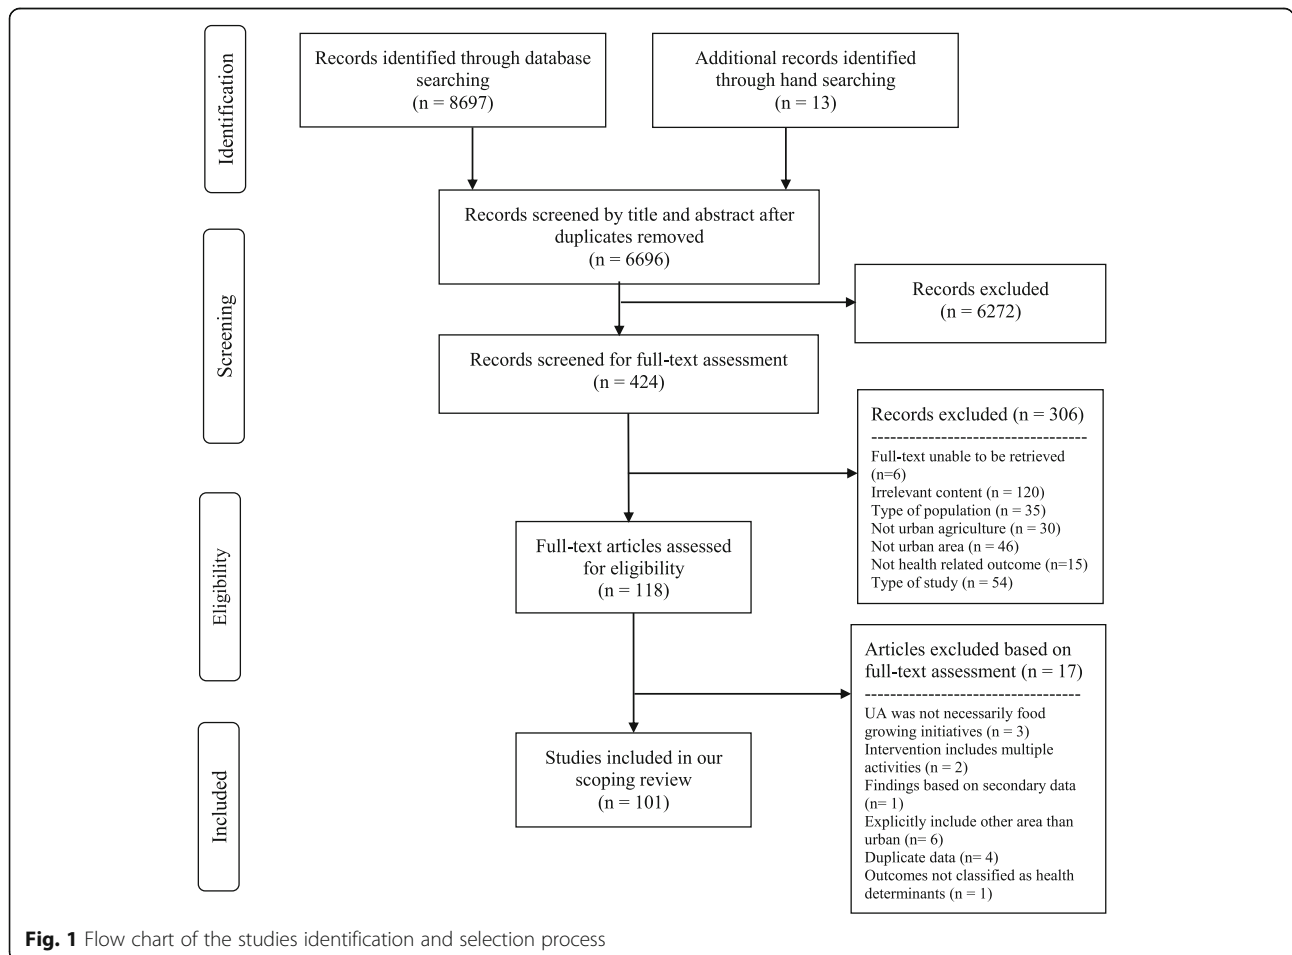 Identification
Records identified through database
searching
(n = 8697)
Additional records identified
through hand searching
(n = 13)
Records screened by title and abstract after
duplicates removed
(n = 6696)
Screening
Records excluded
(n = 6272)
Records screened for full-text assessment
(n = 424)
Records excluded (n = 306)
------------------------------------
Full-text unable to be retrieved
(n=6)
Irrelevant content (n = 120)
Type of population (n = 35)
Not urban agriculture (n = 30)
Not urban area (n = 46)
Not health related outcome (n=15)
Type of study (n = 54)
Eligibility
Full-text articles assessed
for eligibility
(n = 118)
Articles excluded based on
full-text assessment (n = 17)
------------------------------------
UA was not necessarily food
growing initiatives (n = 3)
Intervention includes multiple
activities (n = 2)
Findings based on secondary data
(n= 1)
Explicitly include other area than
urban (n= 6)
Duplicate data (n= 4)
Outcomes not classified as health
determinants (n = 1)
Included
Studies included in our
scoping review
(n = 101)
Fig. 1 Flow chart of the studies identification and selection process